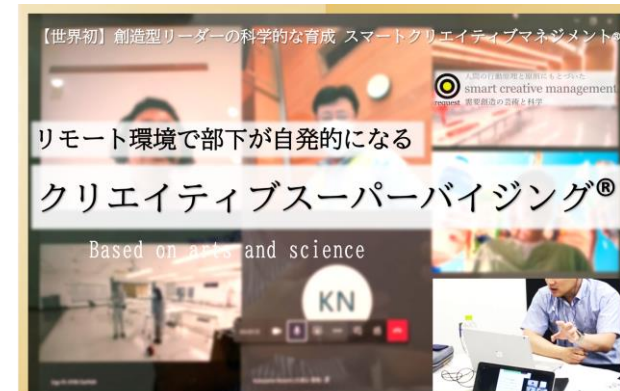 【世界初】創造型リーダーの科学的な育成 スマートクリエイティブマネジメント®
人間の行動原理と原則にもとづいた
smart creative management
request 需要創造の芸術と科学
リモート環境で部下が自発的になる
クリエイティブスーパーバイジング®
Based on arts and science
KN